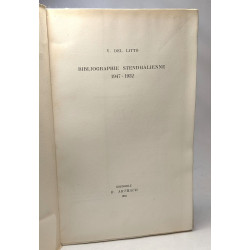 V. DEL LITTO
BIBLIOGRAPHIE STENDHALIENNE
1947-1952
GRENOBLE
B. ARTHAUD